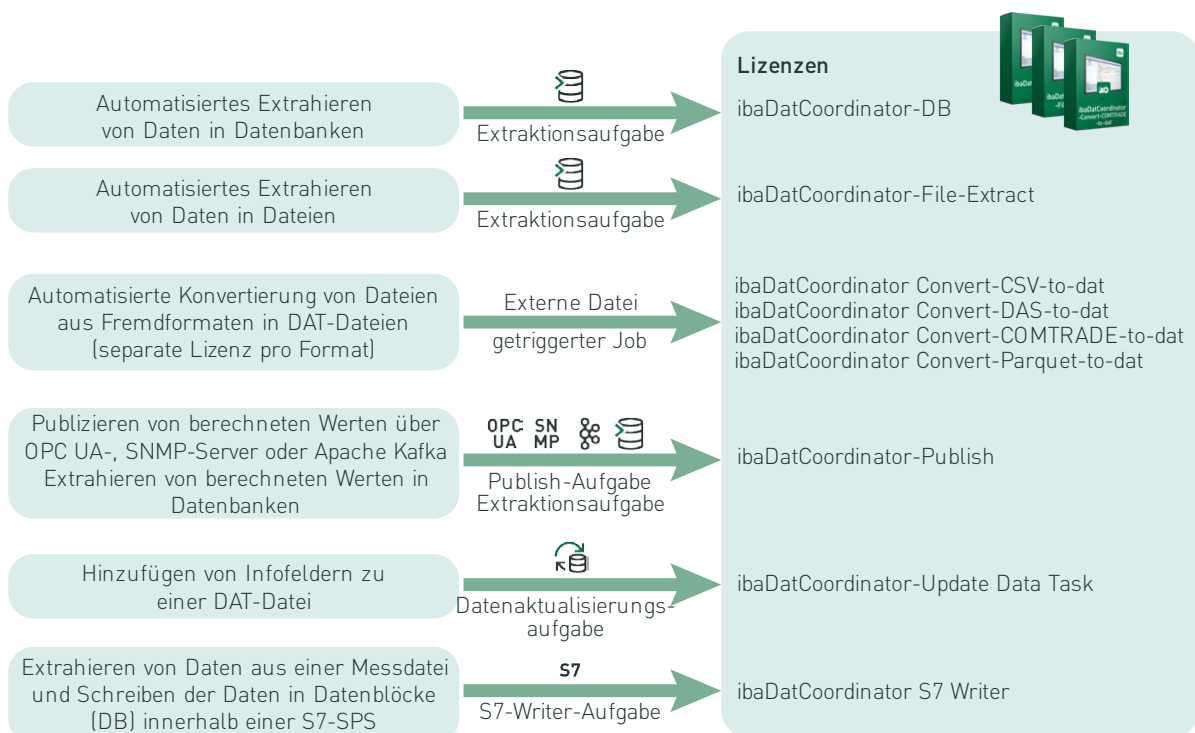 Lizenzen
Automatisiertes Extrahieren
von Daten in Datenbanken
Extraktionsaufgabe
ibaDatCoordinator-DB
ibaDatCoordinator
-Convert-COMTRADE
-to-dat
Automatisiertes Extrahieren
von Daten in Dateien
Extraktionsaufgabe
ibaDatCoordinator-File-Extract
Automatisierte Konvertierung von Dateien
aus Fremdformaten in DAT-Dateien
(separate Lizenz pro Format)
Externe Datei
getriggerter Job
ibaDatCoordinator Convert-CSV-to-dat
ibaDatCoordinator Convert-DAS-to-dat
ibaDatCoordinator Convert-COMTRADE-to-dat
ibaDatCoordinator Convert-Parquet-to-dat
Publizieren von berechneten Werten über
OPC UA-, SNMP-Server oder Apache Kafka
Extrahieren von berechneten Werten in
Datenbanken
OPC SN
UA MP
Publish-Aufgabe
Extraktionsaufgabe
ibaDatCoordinator-Publish
Hinzufügen von Infofeldern zu
einer DAT-Datei
Datenaktualisierungs-
aufgabe
ibaDatCoordinator-Update Data Task
Extrahieren von Daten aus einer Messdatei
und Schreiben der Daten in Datenblöcke
(DB) innerhalb einer S7-SPS
S7
S7-Writer-Aufgabe
ibaDatCoordinator S7 Writer